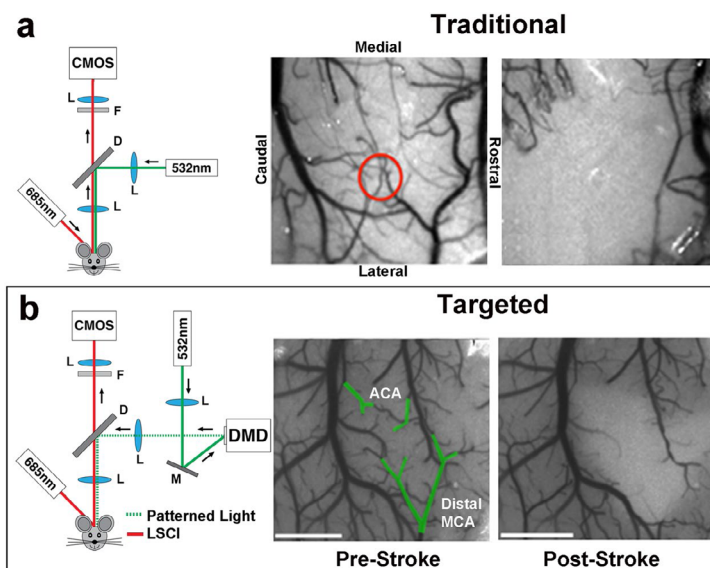 a
Traditional
CMOS
L
F
D
532nm
L
L
685nm
Medial
Caudal
Rostral
Lateral
b
Targeted
CMOS
532nm
L
F
D
L
DMD
L
L
M
685nm
Patterned Light
LSCI
ACA
Distal
MCA
Pre-Stroke
Post-Stroke